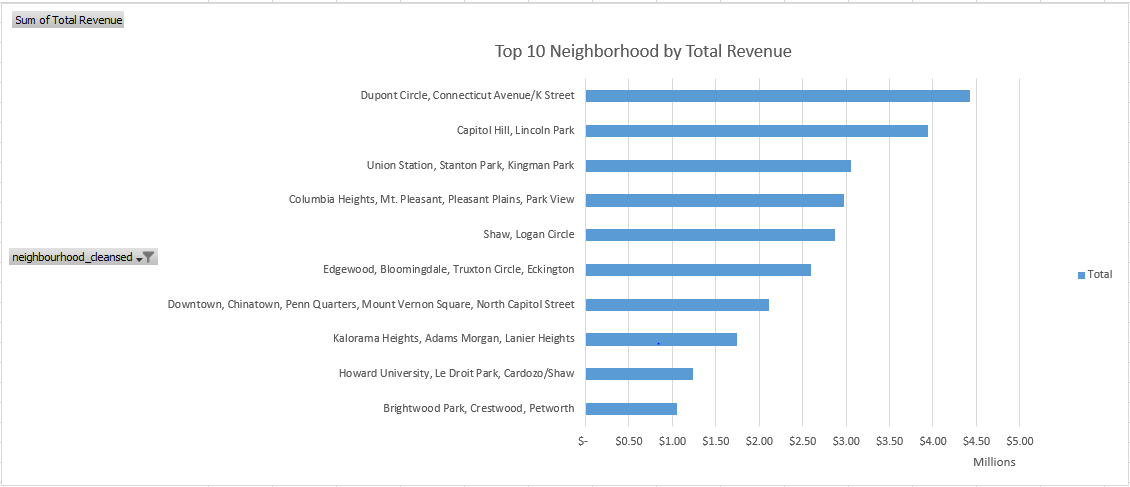 Sum of Total Revenue
Top 10 Neighborhood by Total Revenue
Dupont Circle, Connecticut Avenue/K Street
Capitol Hill, Lincoln Park
Union Station, Stanton Park, Kingman Park
Columbia Heights, Mt. Pleasant, Pleasant Plains, Park View
Shaw, Logan Circle
neighbourhood_cleansed
Edgewood, Bloomingdale, Truxton Circle, Eckington
Total
Downtown, Chinatown, Penn Quarters, Mount Vernon Square, North Capitol Street
Kalorama Heights, Adams Morgan, Lanier Heights
Howard University, Le Droit Park, Cardozo/Shaw
Brightwood Park, Crestwood, Petworth
$- $0.50 $1.00 $1.50 $2.00 $2.50 $3.00 $3.50 $4.00 $4.50 $5.00
Millions